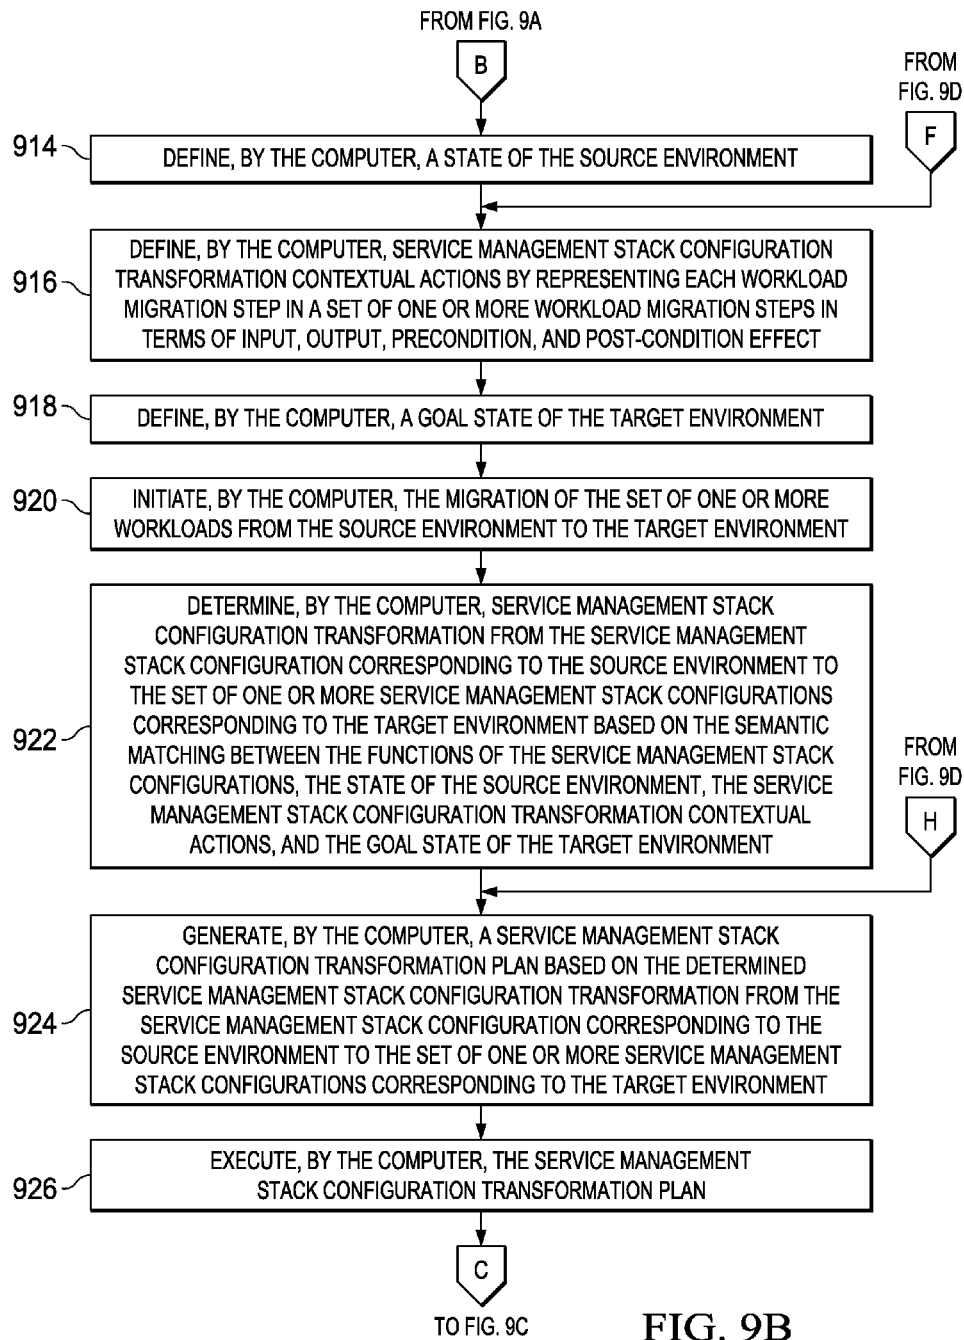 FROM FIG. 9A
B
FROM
FIG. 9D
F
914
DEFINE, BY THE COMPUTER, A STATE OF THE SOURCE ENVIRONMENT
916
DEFINE, BY THE COMPUTER, SERVICE MANAGEMENT STACK CONFIGURATION
TRANSFORMATION CONTEXTUAL ACTIONS BY REPRESENTING EACH WORKLOAD
MIGRATION STEP IN A SET OF ONE OR MORE WORKLOAD MIGRATION STEPS IN
TERMS OF INPUT, OUTPUT, PRECONDITION, AND POST-CONDITION EFFECT
918
DEFINE, BY THE COMPUTER, A GOAL STATE OF THE TARGET ENVIRONMENT
920
INITIATE, BY THE COMPUTER, THE MIGRATION OF THE SET OF ONE OR MORE
WORKLOADS FROM THE SOURCE ENVIRONMENT TO THE TARGET ENVIRONMENT
922
DETERMINE, BY THE COMPUTER, SERVICE MANAGEMENT STACK
CONFIGURATION TRANSFORMATION FROM THE SERVICE MANAGEMENT
STACK CONFIGURATION CORRESPONDING TO THE SOURCE ENVIRONMENT TO
THE SET OF ONE OR MORE SERVICE MANAGEMENT STACK CONFIGURATIONS
CORRESPONDING TO THE TARGET ENVIRONMENT BASED ON THE SEMANTIC
MATCHING BETWEEN THE FUNCTIONS OF THE SERVICE MANAGEMENT STACK
CONFIGURATIONS, THE STATE OF THE SOURCE ENVIRONMENT, THE SERVICE
MANAGEMENT STACK CONFIGURATION TRANSFORMATION CONTEXTUAL
ACTIONS, AND THE GOAL STATE OF THE TARGET ENVIRONMENT
FROM
FIG. 9D
H
924
GENERATE, BY THE COMPUTER, A SERVICE MANAGEMENT STACK
CONFIGURATION TRANSFORMATION PLAN BASED ON THE DETERMINED
SERVICE MANAGEMENT STACK CONFIGURATION TRANSFORMATION FROM THE
SERVICE MANAGEMENT STACK CONFIGURATION CORRESPONDING TO THE
SOURCE ENVIRONMENT TO THE SET OF ONE OR MORE SERVICE MANAGEMENT
STACK CONFIGURATIONS CORRESPONDING TO THE TARGET ENVIRONMENT
926
EXECUTE, BY THE COMPUTER, THE SERVICE MANAGEMENT
STACK CONFIGURATION TRANSFORMATION PLAN
C
TO FIG. 9C
FIG. 9B